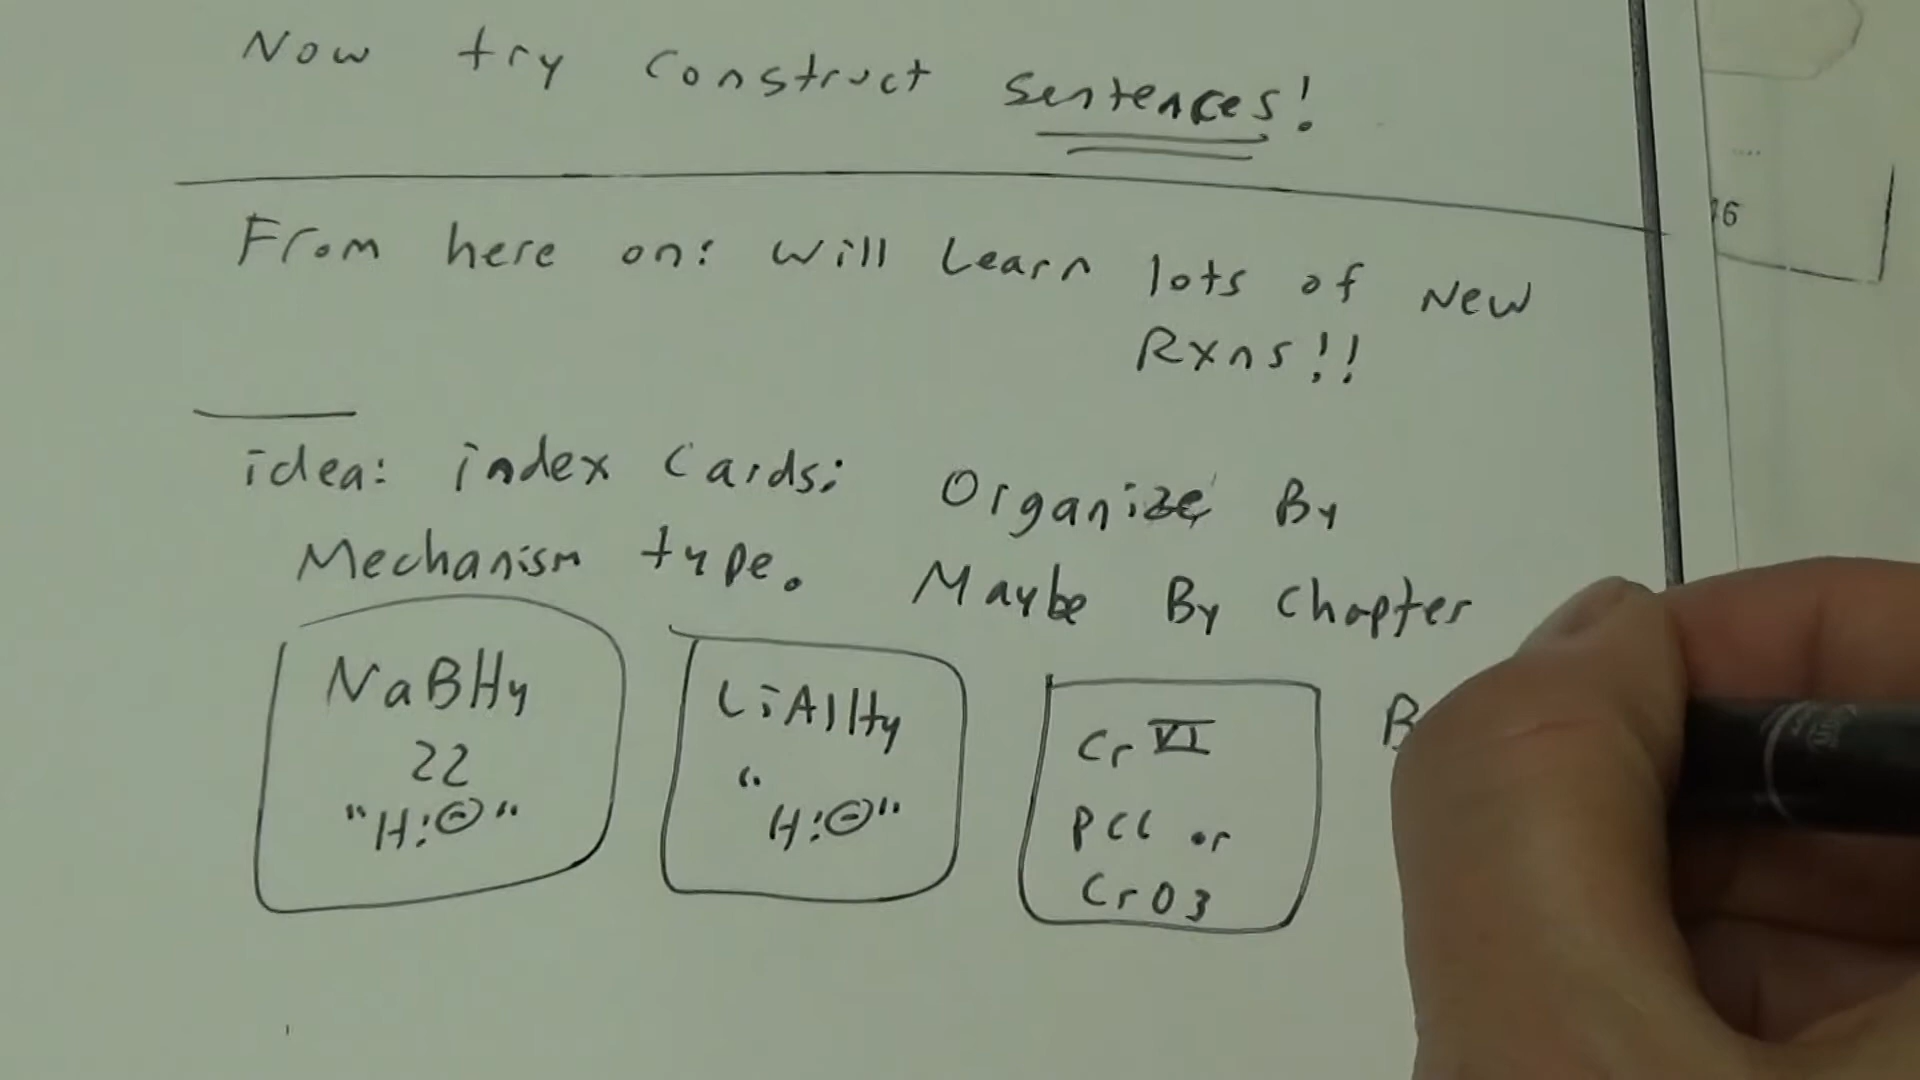 Now try construct sentences!
From here on: will Learn lots of New
Rxns!!
idea: index Cards: Organize By
Mechanism type. Maybe By Chapter
NaBH4
22
"H:⊖"
LiAlH4
"
H:⊖"
Cr VI
PCC or
CrO3
B
16